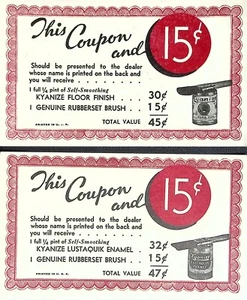 This
Coupon
and 15¢
Should be presented to the dealer
whose name is printed on the back and
you will receive . . . . . . . .
1 full ¼ pint of Self-Smoothing
KYANIZE FLOOR FINISH . . . 30¢
1 GENUINE RUBBERSET BRUSH . 15¢
TOTAL VALUE 45¢
PRINTED IN U. S. A.
This
Coupon
and 15¢
Should be presented to the dealer
whose name is printed on the back and
you will receive . . . . . . . .
1 full ¼ pint of Self-Smoothing
KYANIZE LUSTAQUIK ENAMEL . 32¢
1 GENUINE RUBBERSET BRUSH . 15¢
TOTAL VALUE 47¢
PRINTED IN U. S. A.